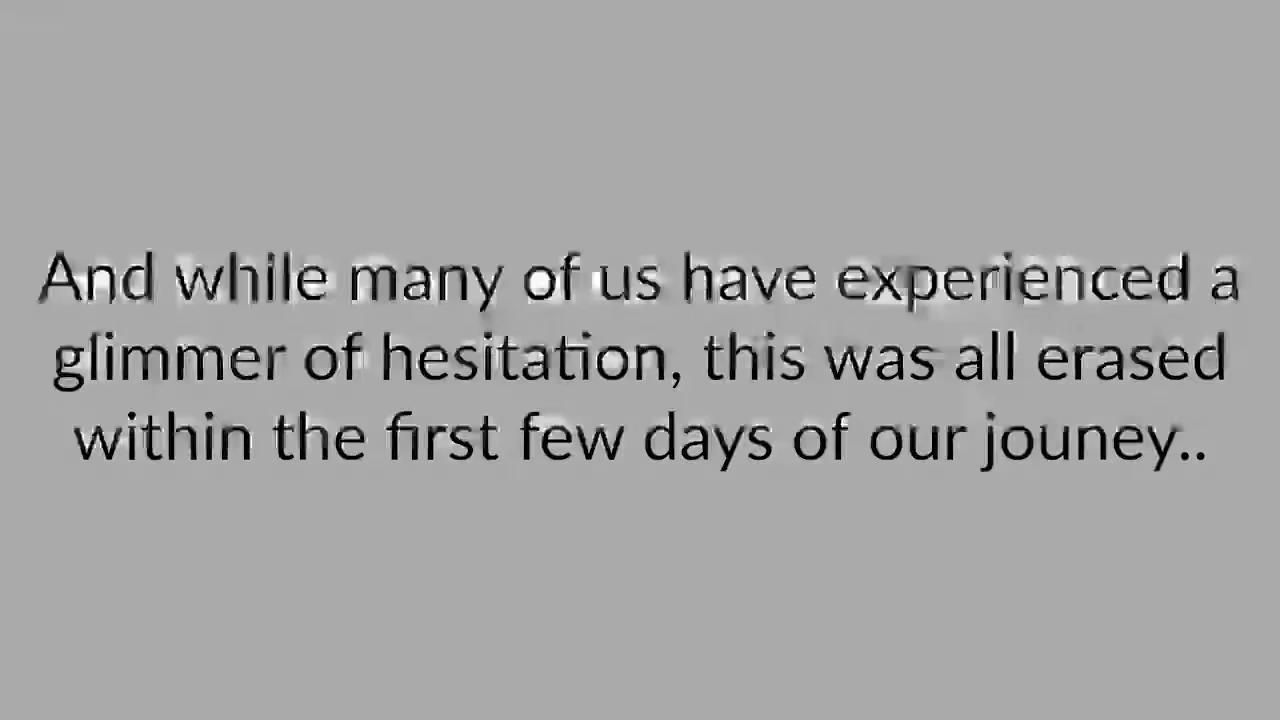 And while many of us have experienced a
glimmer of hesitation, this was all erased
within the first few days of our jouney..